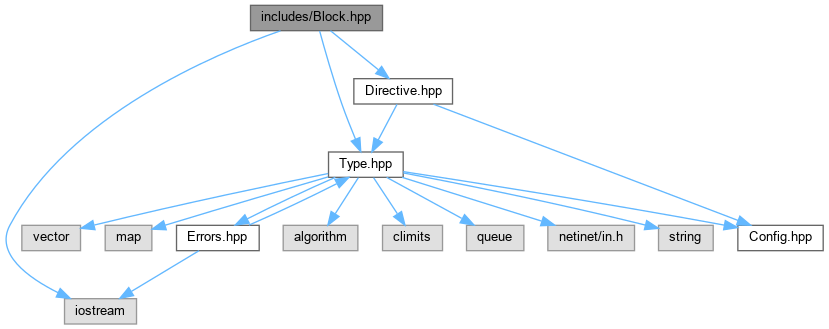 includes/Block.hpp
Directive.hpp
Type.hpp
vector
map
Errors.hpp
algorithm
climits
queue
netinet/in.h
string
Config.hpp
iostream